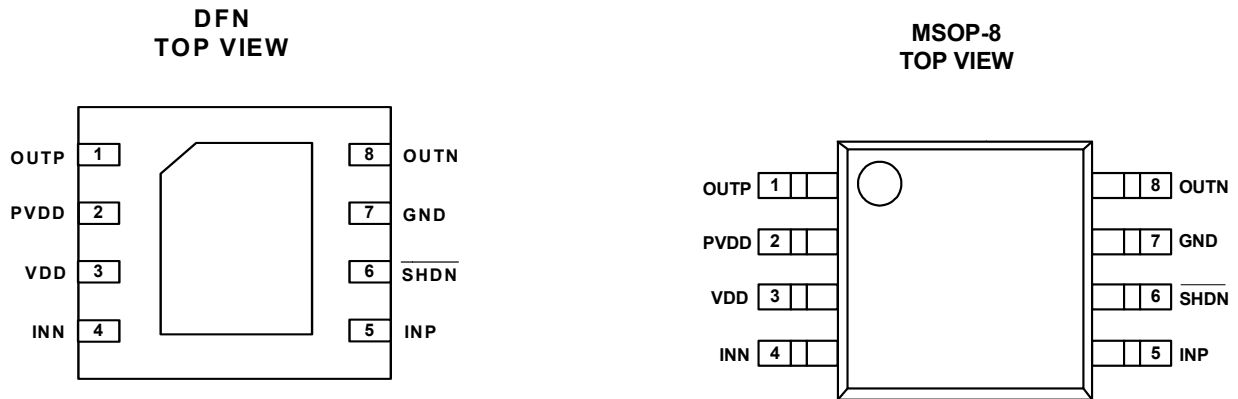 DFN
TOP VIEW
OUTP 1
8 OUTN
PVDD 2
7 GND
VDD 3
6 SHDN
INN 4
5 INP
MSOP-8
TOP VIEW
OUTP 1
8 OUTN
PVDD 2
7 GND
VDD 3
6 SHDN
INN 4
5 INP